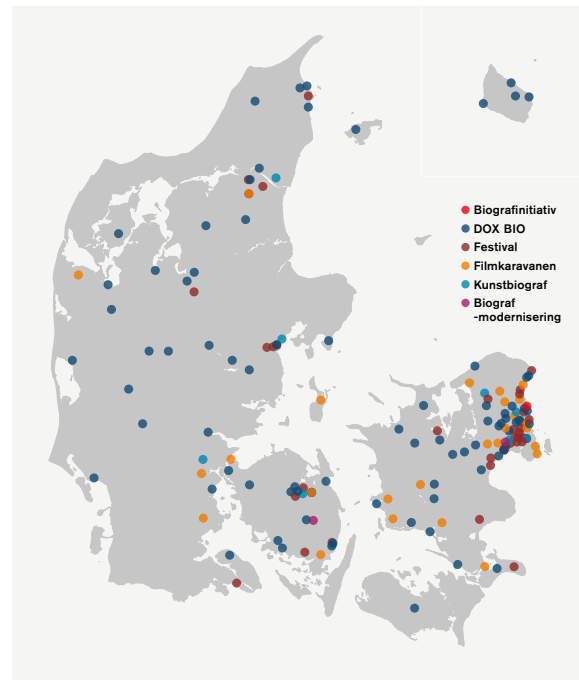 Biografinitiativ
DOX BIO
Festival
Filmkaravanen
Kunstbiograf
Biograf
-modernisering